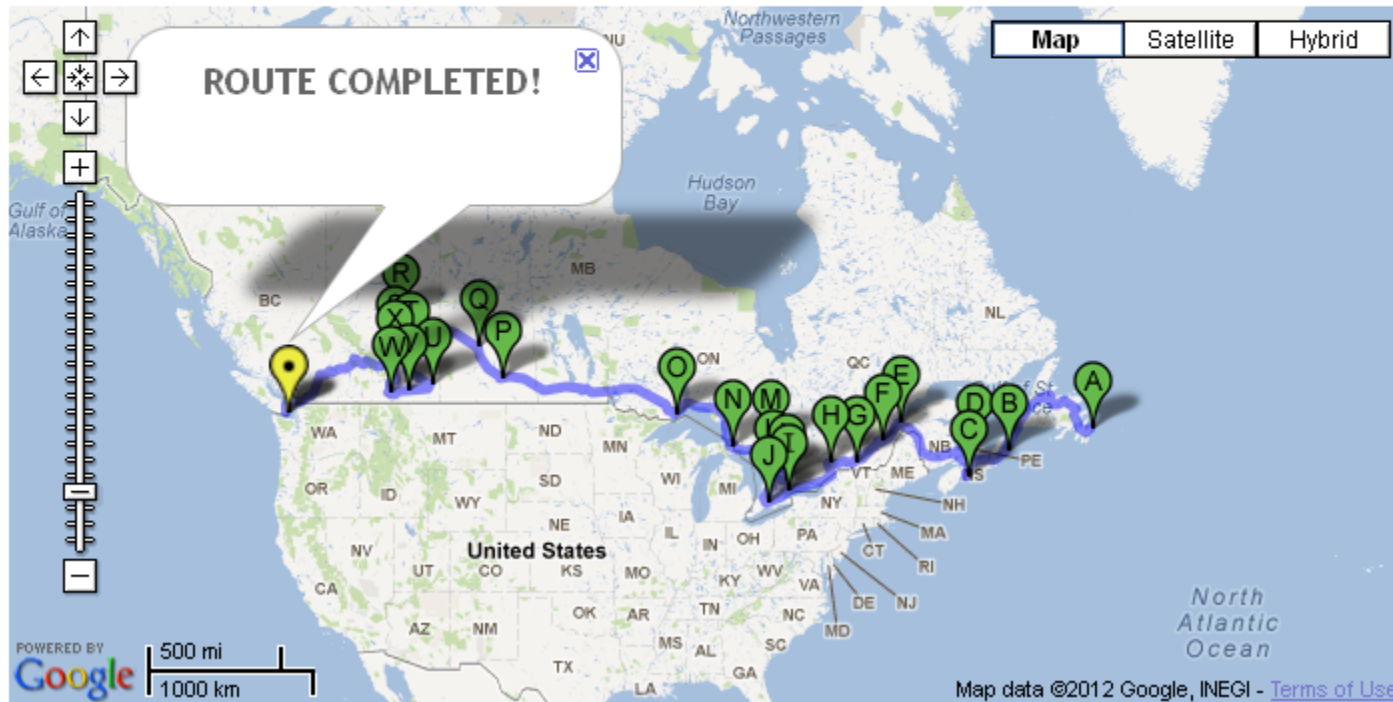 Northwestern
Passages
NU
Map
Satellite
Hybrid
ROUTE COMPLETED!
Hudson
Bay
Gulf of
Alaska
BC
MB
R
T
X
Q
P
U
W
V
NL
ON
QC
O
N
M
H
G
F
E
D
C
B
A
I
J
Gulf of St
NB
PE
NS
WA
MT
ND
MN
OR
ID
SD
WI
MI
VT
ME
NY
NH
WY
NE
IA
IL
IN
OH
PA
MA
CT
RI
NV
UT
CO
United States
KS
MO
KY
WV
VA
DE
NJ
MD
CA
AZ
NM
OK
AR
TN
NC
MS
AL
SC
TX
LA
GA
North
Atlantic
Ocean
POWERED BY
Google
500 mi
1000 km
Map data ©2012 Google, INEGI - Terms of Use